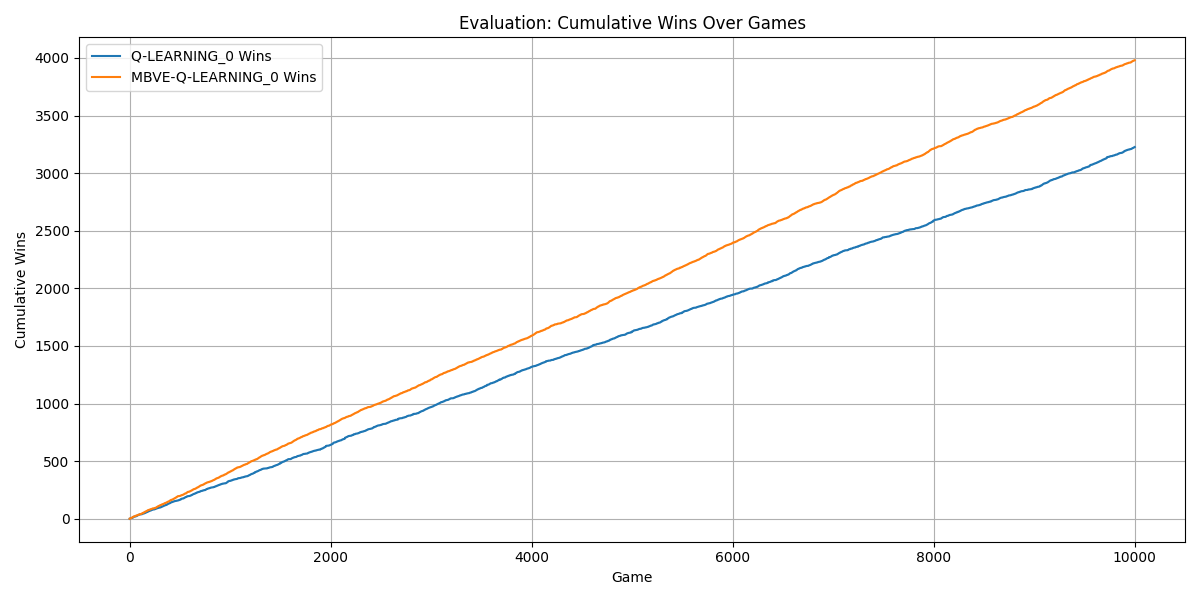 Evaluation: Cumulative Wins Over Games
Q-LEARNING_0 Wins
MBVE-Q-LEARNING_0 Wins
4000
3500
3000
2500
2000
1500
1000
500
0
Cumulative Wins
0 2000 4000 6000 8000 10000
Game